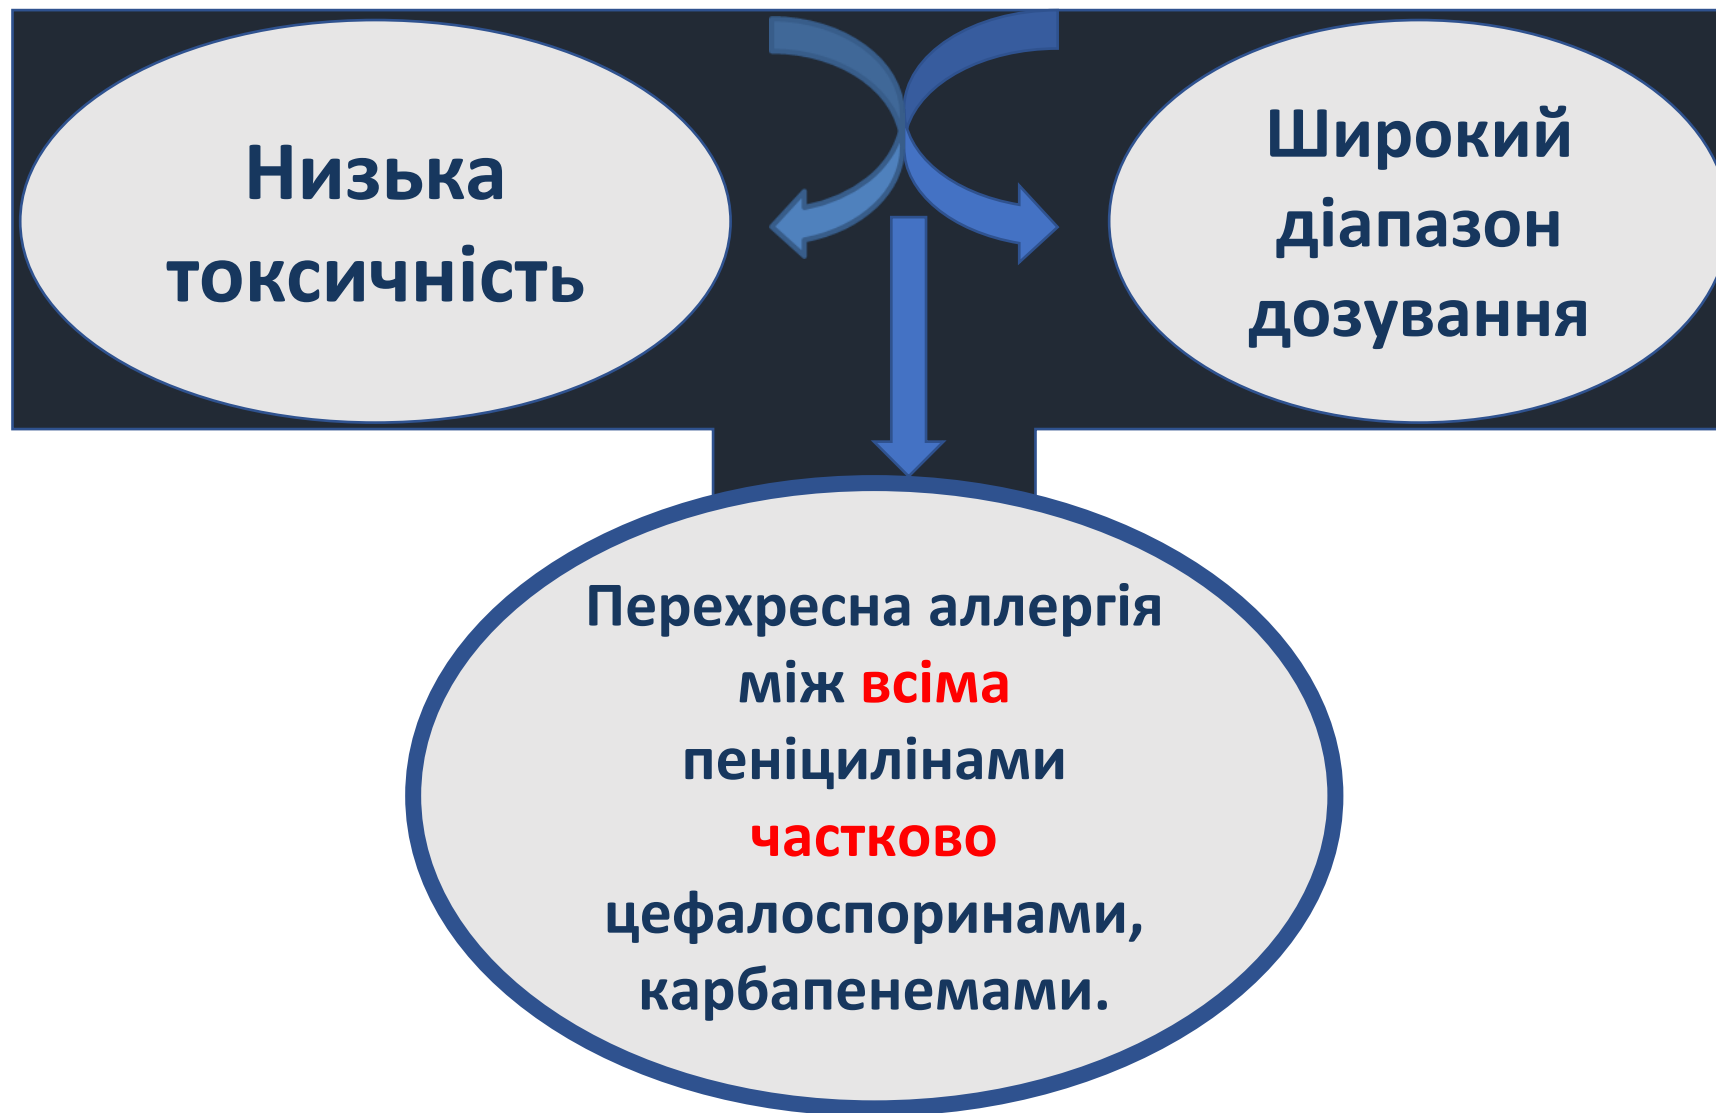 Низька
токсичність
Широкий
діапазон
дозування
Перехресна аллергія
між всіма
пеніцилінами
частково
цефалоспоринами,
карбапенемами.